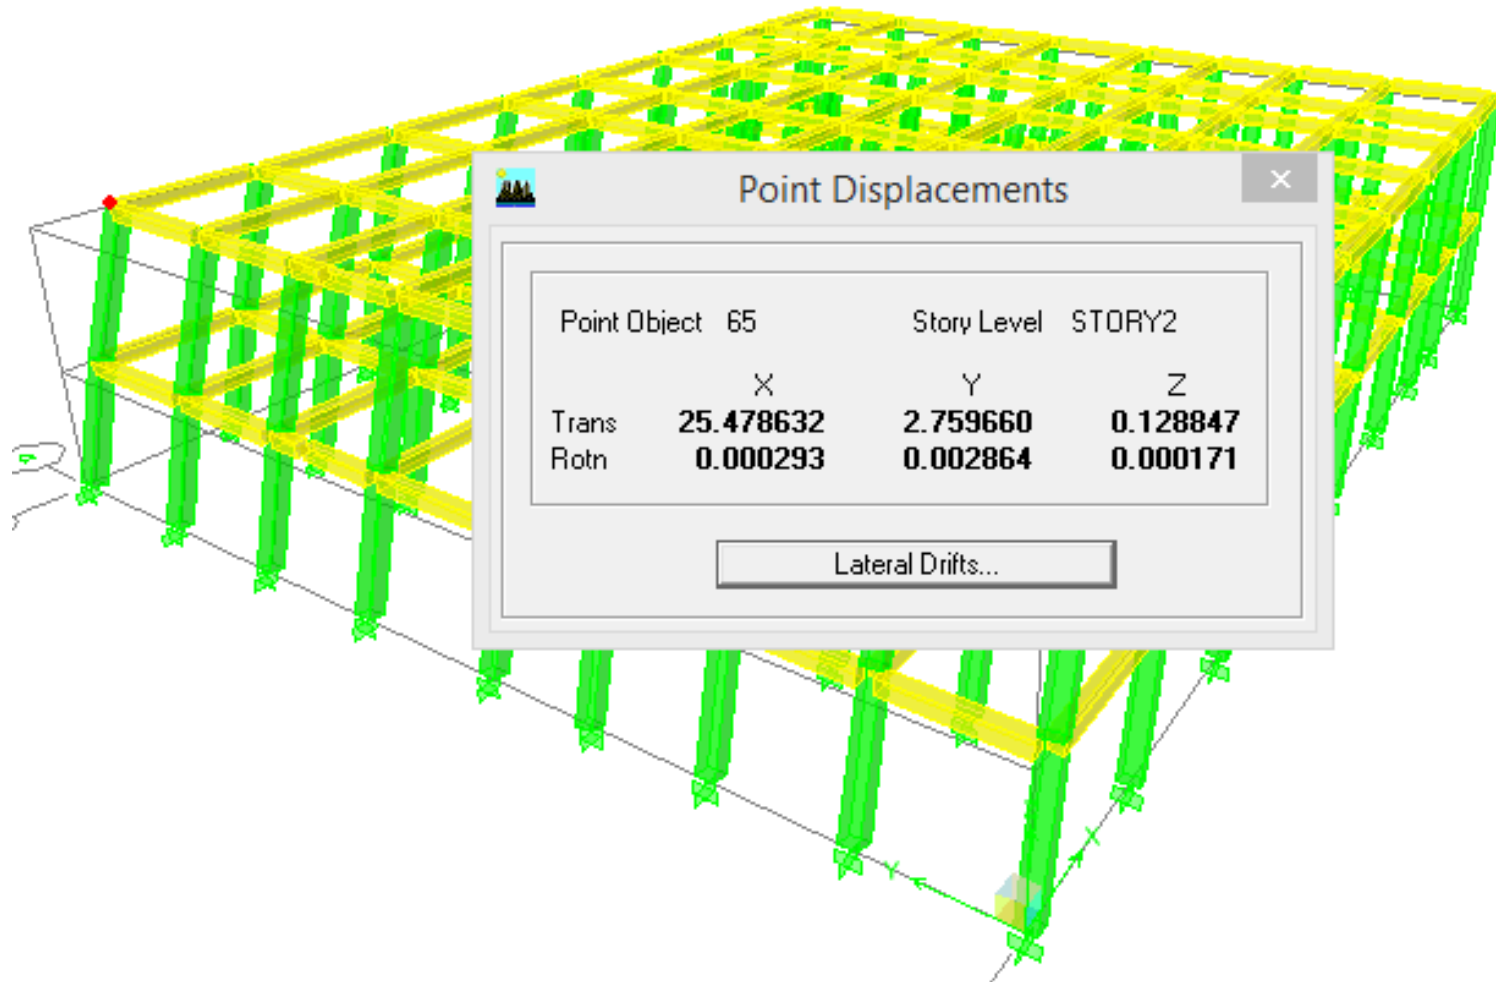 Point Displacements
Point Object 65 Story Level STORY2
X Y Z
Trans 25.478632 2.759660 0.128847
Rotn 0.000293 0.002864 0.000171
Lateral Drifts...
X
Y